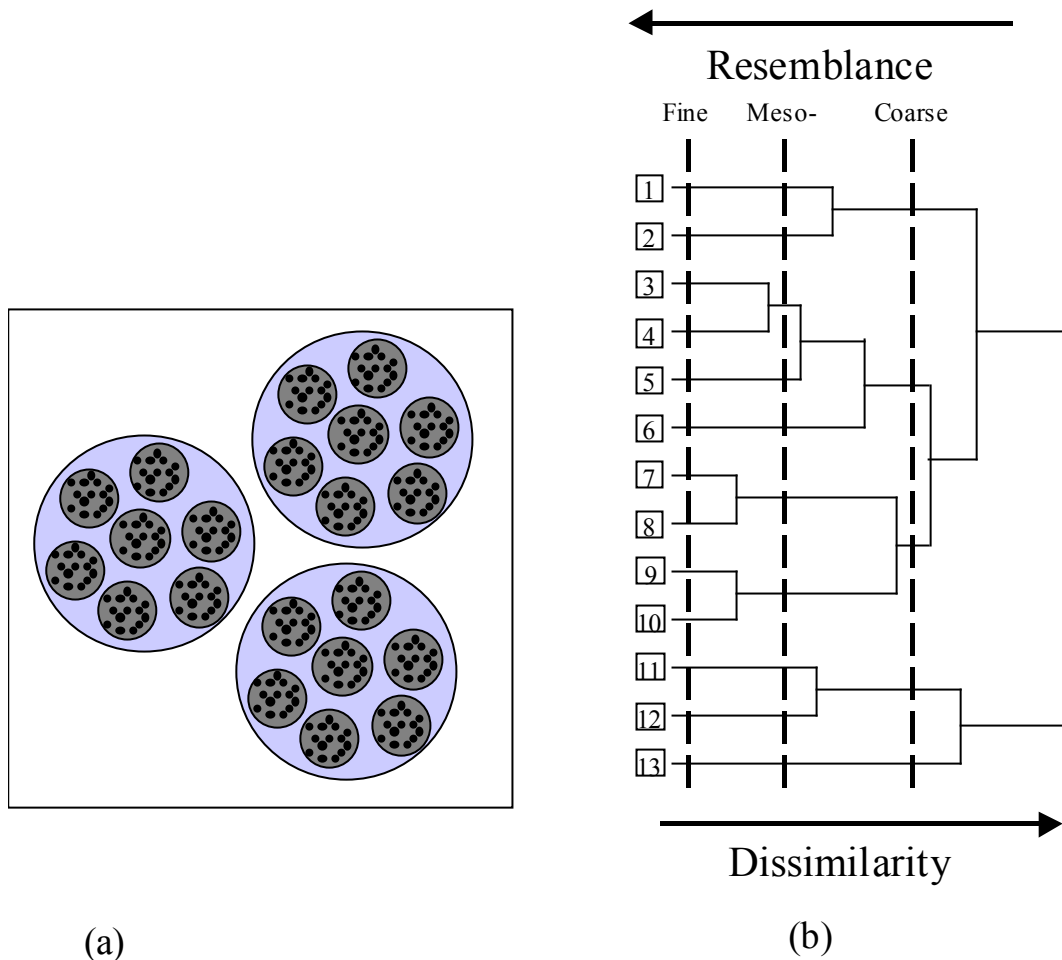 Resemblance
Fine Meso- Coarse
1
2
3
4
5
6
7
8
9
10
11
12
13
Dissimilarity
(a)
(b)